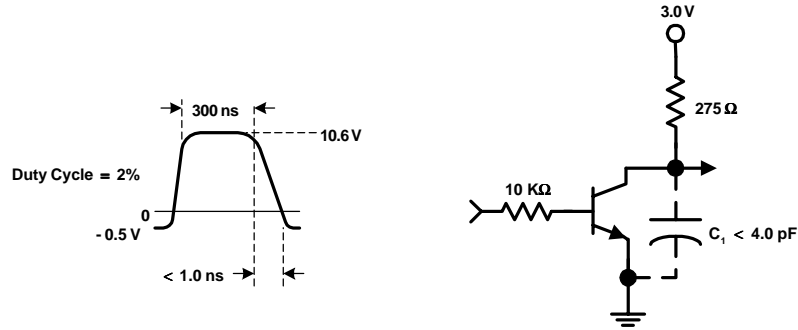 3.0 V
300 ns
275 Ω
10.6 V
Duty Cycle = 2%
10 KΩ
0
- 0.5 V
C₁ < 4.0 pF
< 1.0 ns